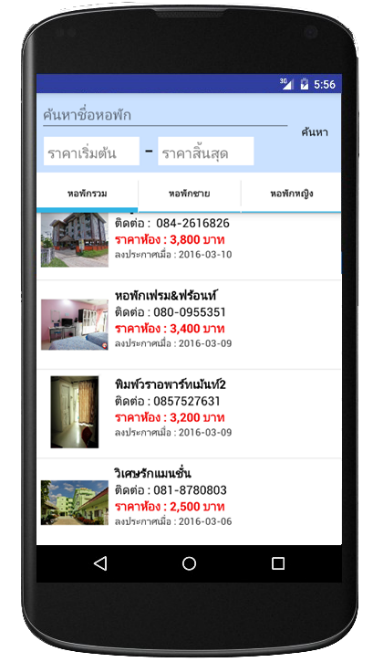 3G 5:56
ค้นหาชื่อหอพัก
ค้นหา
ราคาเริ่มต้น - ราคาสิ้นสุด
หอพักรวม หอพักชาย หอพักหญิง
ติดต่อ : 084-2616826
ราคาห้อง : 3,800 บาท
ลงประกาศเมื่อ : 2016-03-10
หอพักเฟรม&ฟร้อนท์
ติดต่อ : 080-0955351
ราคาห้อง : 3,400 บาท
ลงประกาศเมื่อ : 2016-03-09
พิมพ์วราอพาร์ทเม้นท์2
ติดต่อ : 0857527631
ราคาห้อง : 3,200 บาท
ลงประกาศเมื่อ : 2016-03-09
วิเศษรักแมนชั่น
ติดต่อ : 081-8780803
ราคาห้อง : 2,500 บาท
ลงประกาศเมื่อ : 2016-03-06